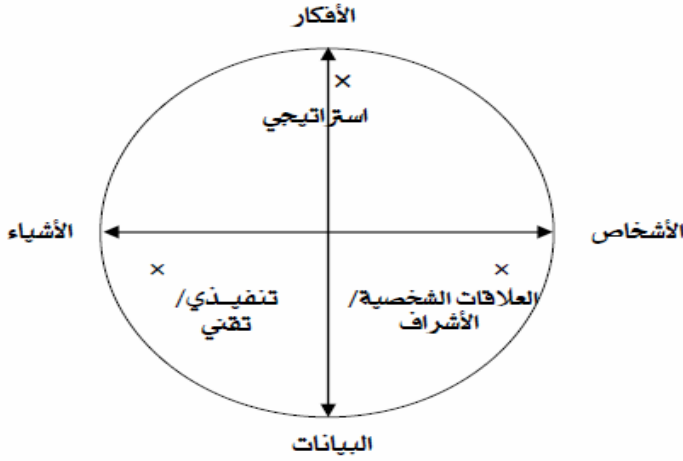 الأفكار
×
استراتيجي
الأشخاص
الأشياء
×
العلاقات الشخصية/
الأشراف
×
تنفيـذي/
تقني
البيانات